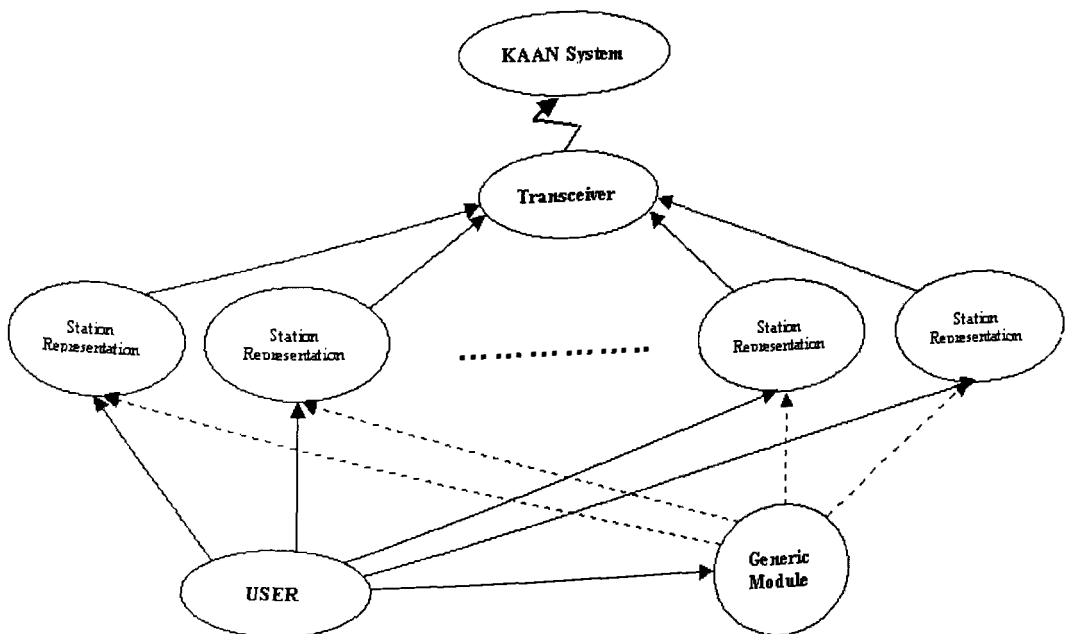 KAAN System
Transceiver
Station
Representation
Station
Representation
Station
Representation
Station
Representation
USER
Generic
Module